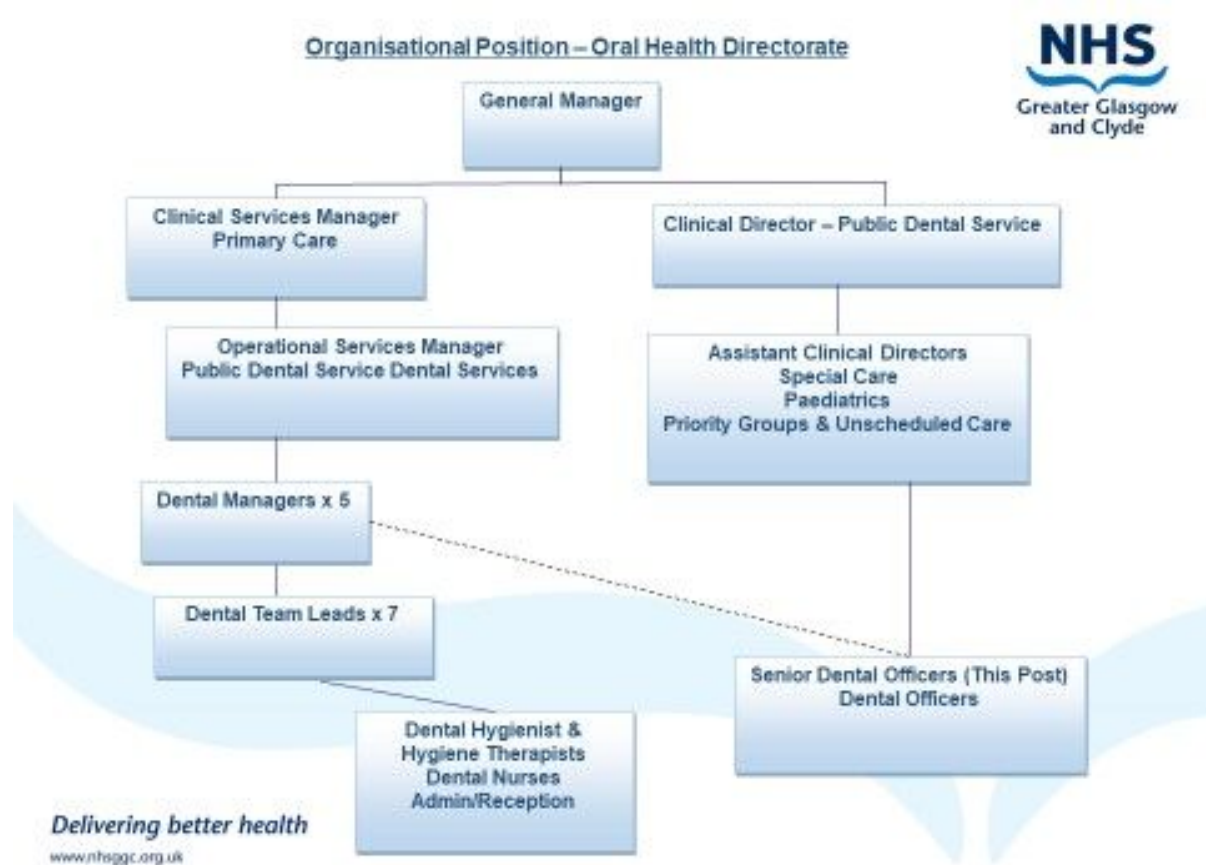 Organisational Position – Oral Health Directorate
NHS
Greater Glasgow
and Clyde
General Manager
Clinical Services Manager
Primary Care
Clinical Director – Public Dental Service
Operational Services Manager
Public Dental Service Dental Services
Assistant Clinical Directors
Special Care
Paediatrics
Priority Groups & Unscheduled Care
Dental Managers x 5
Dental Team Leads x 7
Senior Dental Officers (This Post)
Dental Officers
Dental Hygienist &
Hygiene Therapists
Dental Nurses
Admin/Reception
Delivering better health
www.nhsggc.org.uk